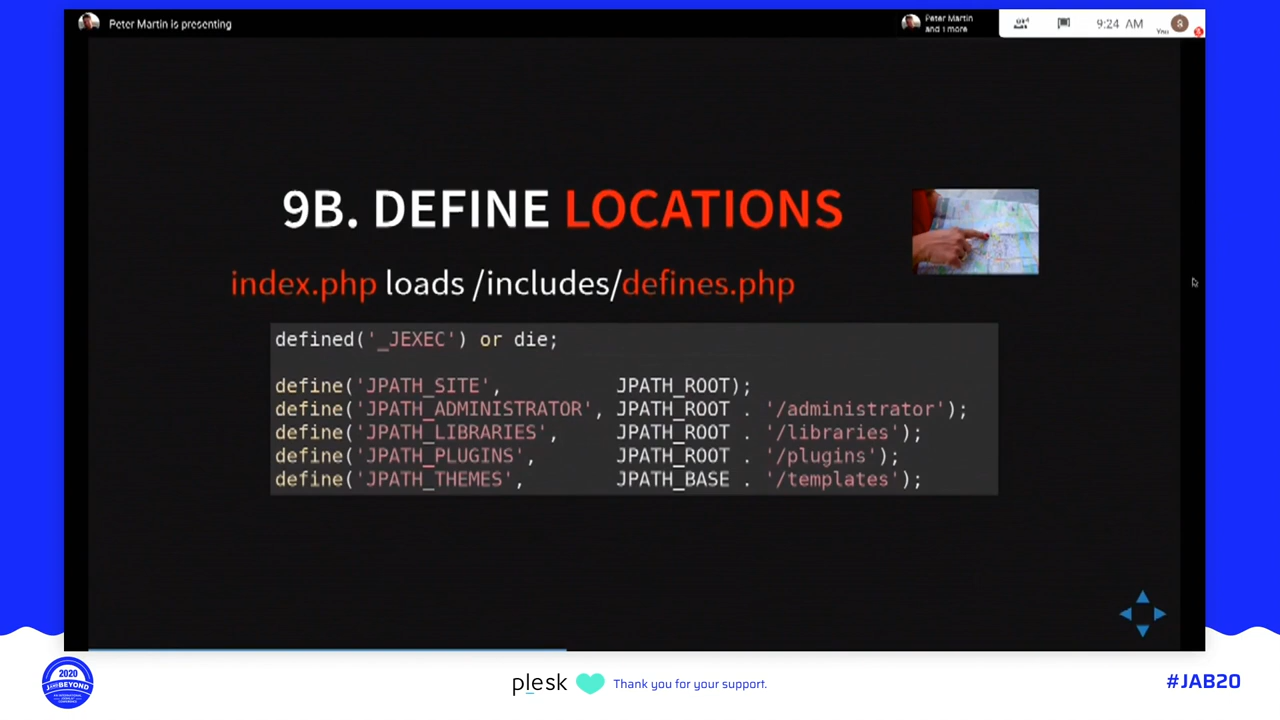 Peter Martin is presenting
Peter Martin
and 1 more
9:24 AM
You
S
9B. DEFINE LOCATIONS
index.php loads /includes/defines.php
defined('_JEXEC') or die;
define('JPATH_SITE', JPATH_ROOT);
define('JPATH_ADMINISTRATOR', JPATH_ROOT . '/administrator');
define('JPATH_LIBRARIES', JPATH_ROOT . '/libraries');
define('JPATH_PLUGINS', JPATH_ROOT . '/plugins');
define('JPATH_THEMES', JPATH_BASE . '/templates');
2020
BEYOND
plesk Thank you for your support.
#JAB20